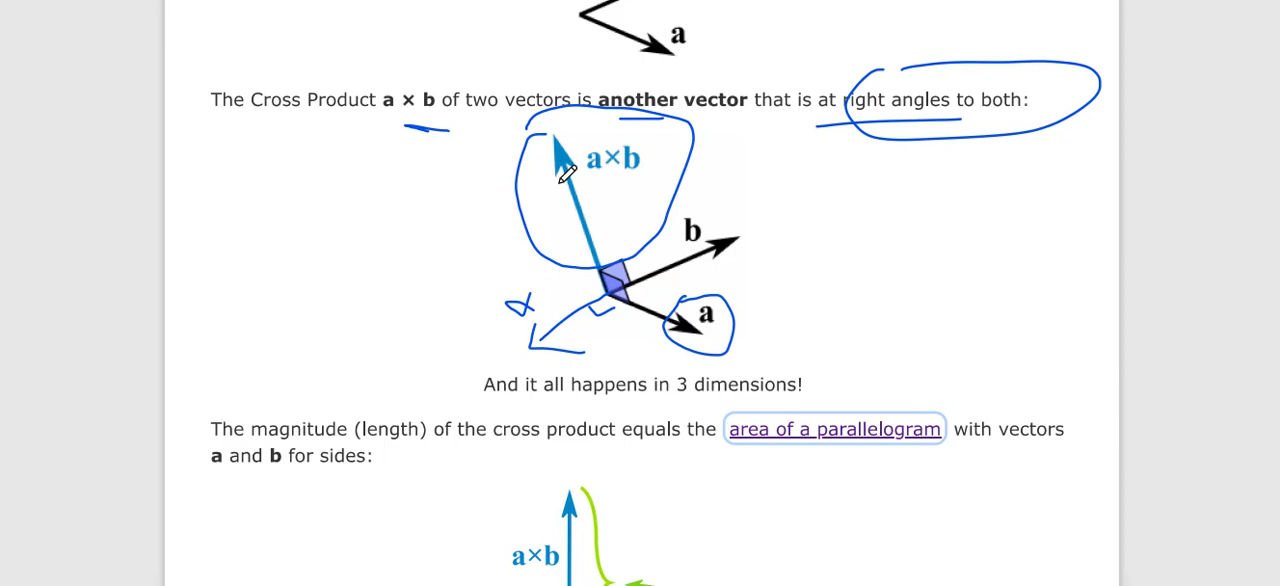 a
The Cross Product a × b of two vectors is another vector that is at right angles to both:
a×b
b
a
And it all happens in 3 dimensions!
The magnitude (length) of the cross product equals the area of a parallelogram with vectors
a and b for sides:
a×b